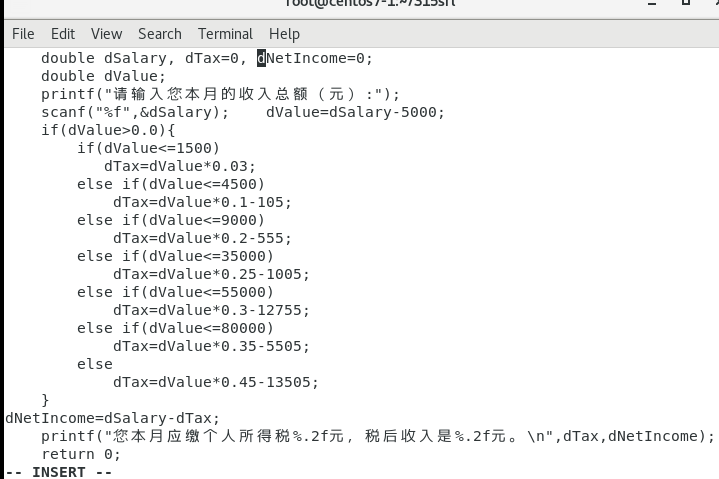 root@centos7-1:~/315srl
File Edit View Search Terminal Help
double dSalary, dTax=0, dNetIncome=0;
double dValue;
printf("请输入您本月的收入总额（元）:");
scanf("%f",&dSalary);    dValue=dSalary-5000;
if(dValue>0.0){
if(dValue<=1500)
dTax=dValue*0.03;
else if(dValue<=4500)
dTax=dValue*0.1-105;
else if(dValue<=9000)
dTax=dValue*0.2-555;
else if(dValue<=35000)
dTax=dValue*0.25-1005;
else if(dValue<=55000)
dTax=dValue*0.3-12755;
else if(dValue<=80000)
dTax=dValue*0.35-5505;
else
dTax=dValue*0.45-13505;
}
dNetIncome=dSalary-dTax;
printf("您本月应缴个人所得税%.2f元，税后收入是%.2f元。\n",dTax,dNetIncome);
return 0;
-- INSERT --